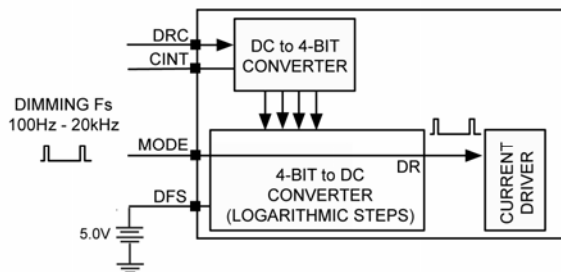 DRC
CINT
DC to 4-BIT
CONVERTER
DIMMING Fs
100Hz - 20kHz
MODE
DR
4-BIT to DC
CONVERTER
(LOGARITHMIC STEPS)
DFS
5.0V
CURRENT
DRIVER